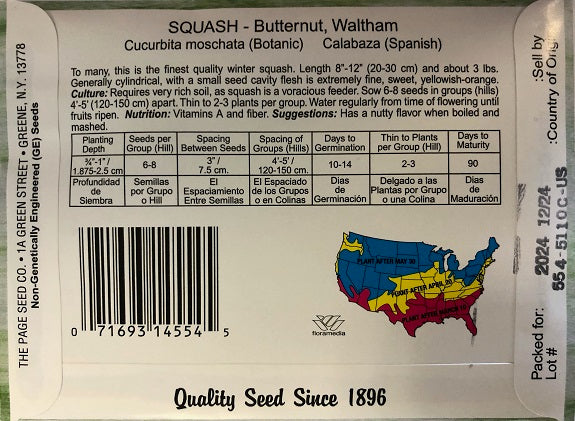 SQUASH - Butternut, Waltham
Cucurbita moschata (Botanic) Calabaza (Spanish)
To many, this is the finest quality winter squash. Length 8"-12" (20-30 cm) and about 3 lbs.
Generally cylindrical, with a small seed cavity flesh is extremely fine, sweet, yellowish-orange.
Culture: Requires very rich soil, as squash is a voracious feeder. Sow 6-8 seeds in groups (hills)
4'-5' (120-150 cm) apart. Thin to 2-3 plants per group. Water regularly from time of flowering until
fruits ripen. Nutrition: Vitamins A and fiber. Suggestions: Has a nutty flavor when boiled and
mashed.
Planting Depth Seeds per Group (Hill) Spacing Between Seeds Spacing of Groups (Hills) Days to Germination Thin to Plants per Group (Hill) Days to Maturity
¾"-1" / 1.875-2.5 cm 6-8 3" / 7.5 cm. 4'-5' / 120-150 cm. 10-14 2-3 90
Profundidad de Siembra Semillas por Grupo o Hill El Espaciamiento Entre Semillas El Espaciado de los Grupos o en Colinas Dias de Germinación Delgado a las Plantas por Grupo o una Colina Dias de Maduración
0 71693 14554 5
floramedia
PLANT AFTER MAY 30
PLANT AFTER APRIL 20
PLANT AFTER MARCH
Quality Seed Since 1896
THE PAGE SEED CO. • 1A GREEN STREET • GREENE, N.Y. 13778
Non-Genetically Engineered (GE) Seeds
:Sell by
:Country of
Packed for: 2024 12/24
Lot # 554-5110C-US